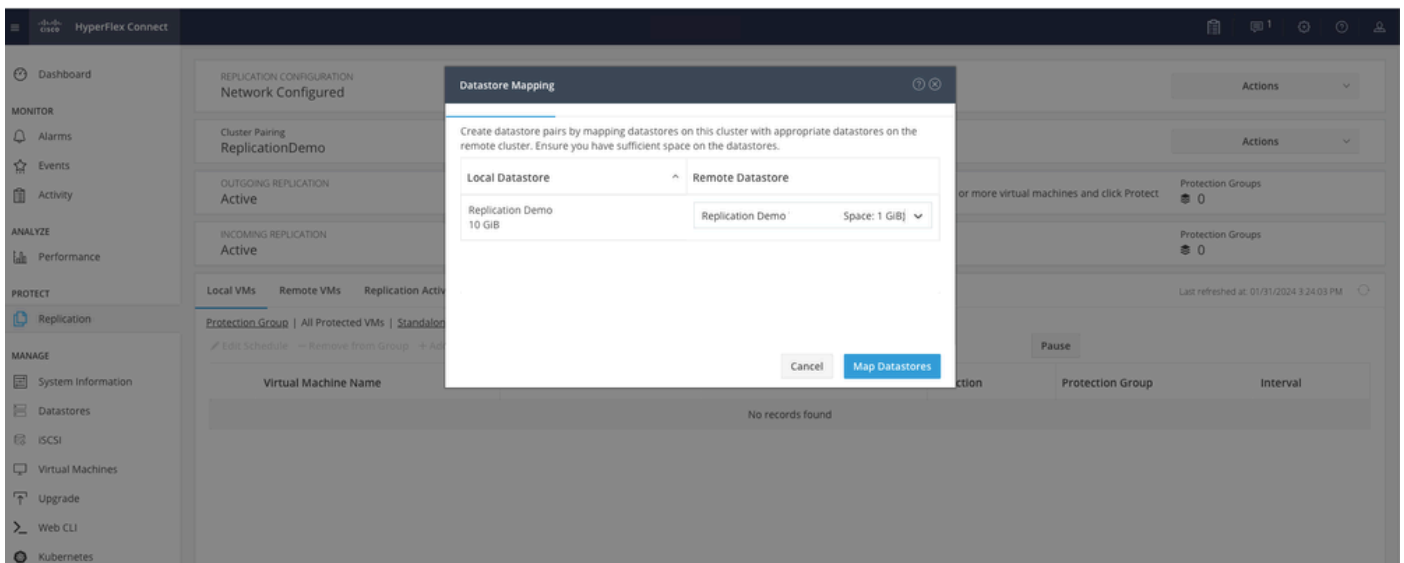 cisco HyperFlex Connect 1
Dashboard
MONITOR
Alarms
Events
Activity
ANALYZE
Performance
PROTECT
Replication
MANAGE
System Information
Datastores
iSCSI
Virtual Machines
Upgrade
Web CLI
Kubernetes
REPLICATION CONFIGURATION
Network Configured
Actions
Cluster Pairing
ReplicationDemo
Actions
OUTGOING REPLICATION
Active
or more virtual machines and click Protect
Protection Groups
0
INCOMING REPLICATION
Active
Protection Groups
0
Local VMs Remote VMs Replication Activ
Last refreshed at: 01/31/2024 3:24:03 PM
Protection Group | All Protected VMs | Standalon
Edit Schedule - Remove from Group + Ad
Pause
Virtual Machine Name ction Protection Group Interval
No records found
Datastore Mapping
Create datastore pairs by mapping datastores on this cluster with appropriate datastores on the
remote cluster. Ensure you have sufficient space on the datastores.
Local Datastore Remote Datastore
Replication Demo
10 GiB
Replication Demo Space: 1 GiB)
Cancel Map Datastores